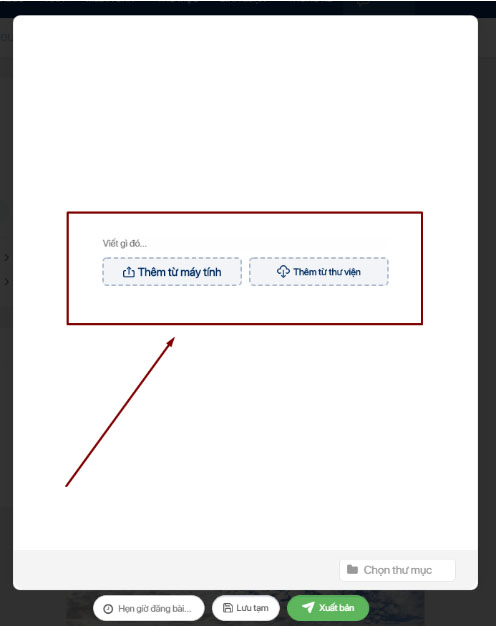 Viết gì đó...
Thêm từ máy tính
Thêm từ thư viện
Chọn thư mục
Hẹn giờ đăng bài...
Lưu tạm
Xuất bản